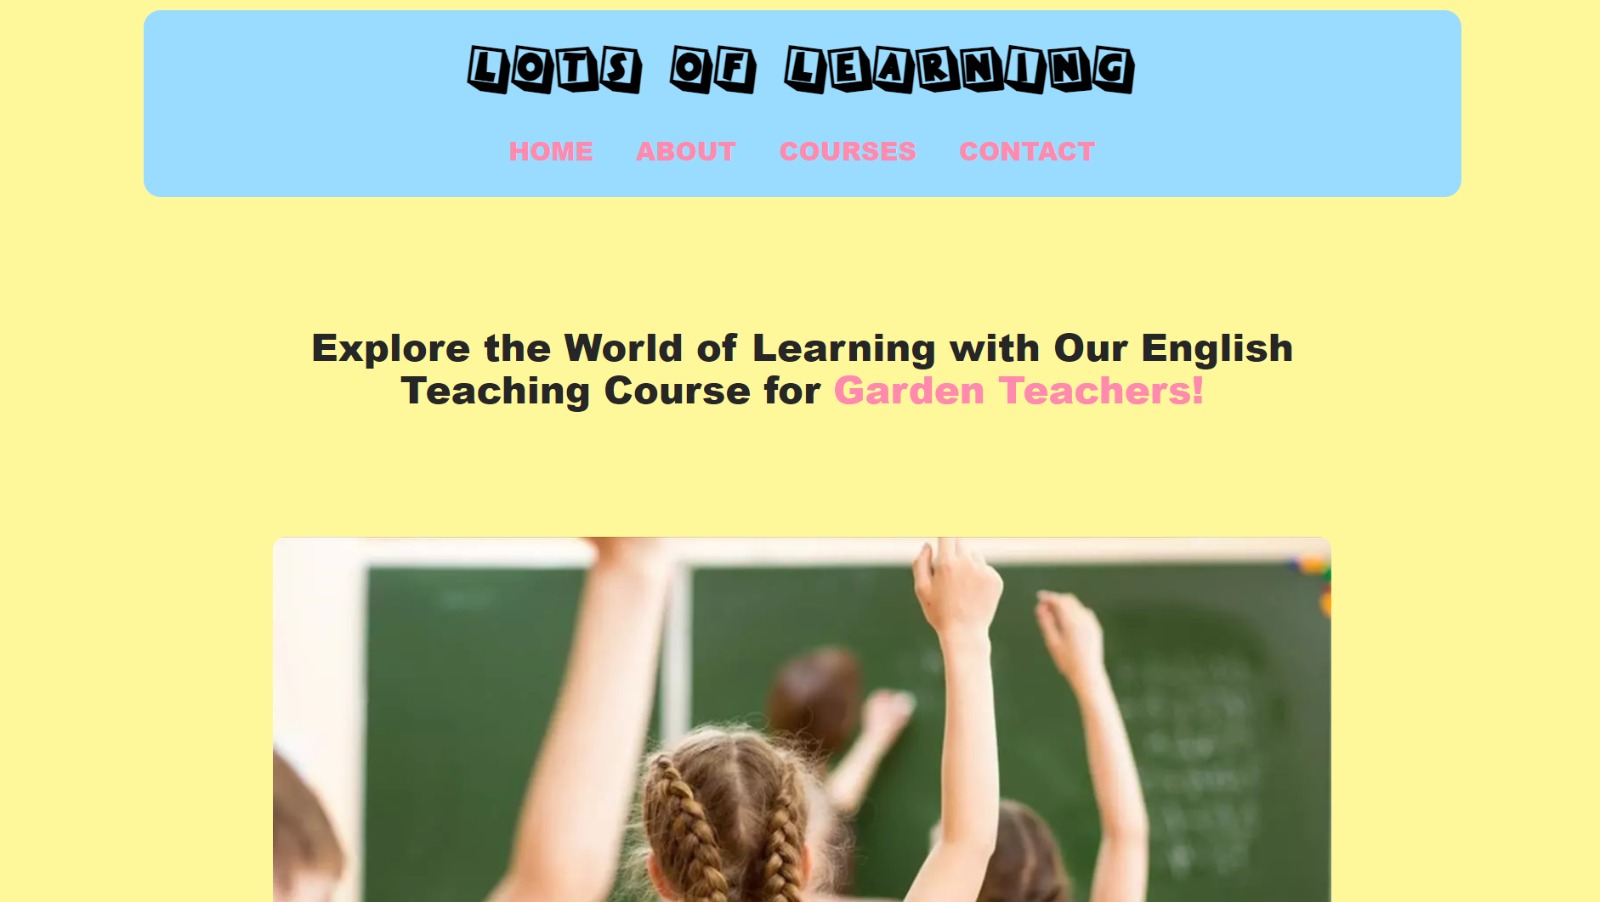 LOTS OF LEARNING
HOME ABOUT COURSES CONTACT
Explore the World of Learning with Our English
Teaching Course for Garden Teachers!